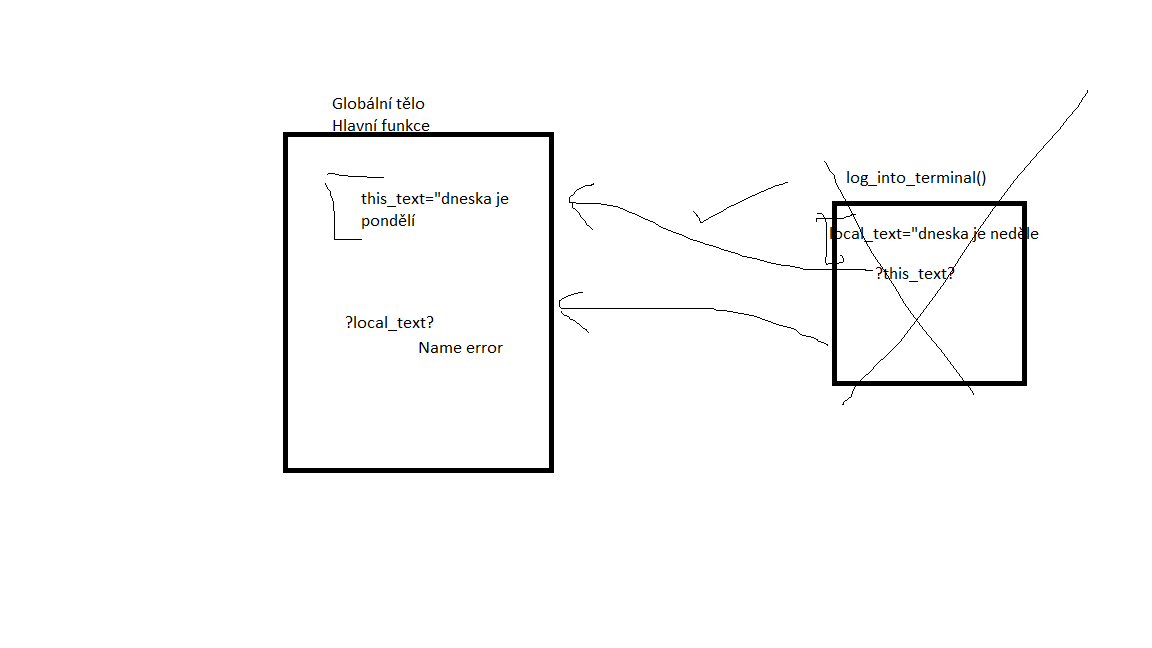 Globální tělo
Hlavní funkce
this_text="dneska je
pondělí
?local_text?
Name error
log_into_terminal()
local_text="dneska je neděle
?this_text?